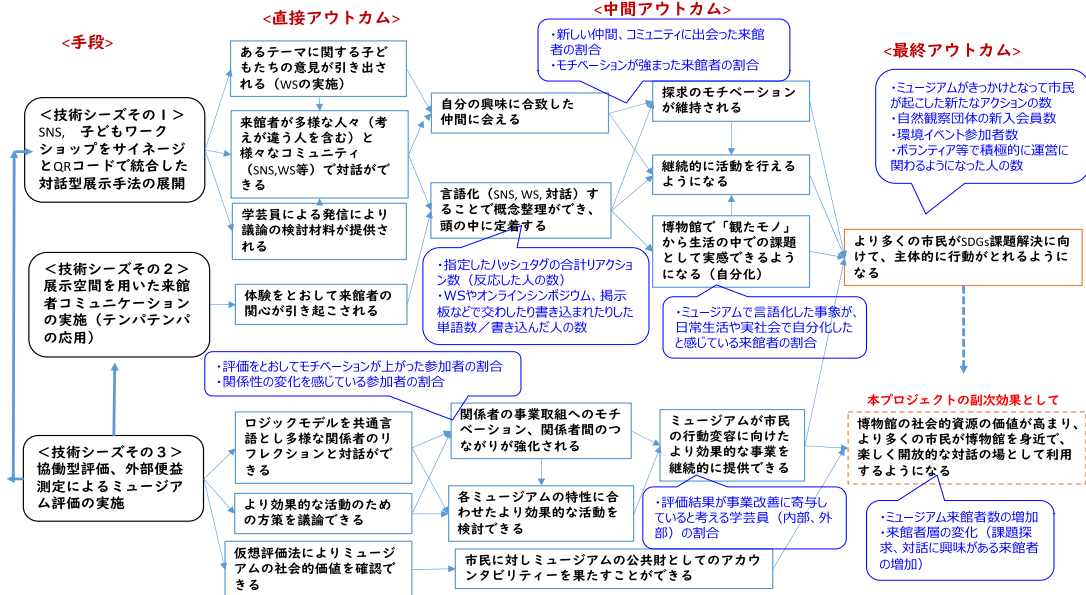 <手段>
<直接アウトカム>
<中間アウトカム>
<最終アウトカム>
<技術シーズその１>
SNS,　子どもワーク
ショップをサイネージ
とQRコードで統合した
対話型展示手法の展開
<技術シーズその２>
展示空間を用いた来館
者コミュニケーション
の実施（テンパテンパ
の応用）
<技術シーズその３>
協働型評価、外部便益
測定によるミュージア
ム評価の実施
あるテーマに関する子ど
もたちの意見が引き出さ
れる（WSの実施）
来館者が多様な人々（考
えが違う人を含む）と
様々なコミュニティ
（SNS,WS等）で対話がで
きる
学芸員による発信により
議論の検討材料が提供さ
れる
体験をとおして来館者の
関心が引き起こされる
ロジックモデルを共通言
語とし多様な関係者のリ
フレクションと対話がで
きる
より効果的な活動のため
の方策を議論できる
仮想評価法によりミュージ
アムの社会的価値を確認で
きる
・新しい仲間、コミュニティに出会った来館
者の割合
・モチベーションが強まった来館者の割合
自分の興味に合致した
仲間に会える
言語化（SNS, WS, 対話）す
ることで概念整理ができ、
頭の中に定着する
・指定したハッシュタグの合計リアクショ
ン数（反応した人の数）
・WSやオンラインシンポジウム、掲示
板などで交わしたり書き込まれたりした
単語数／書き込んだ人の数
・評価をとおしてモチベーションが上がった参加者の割合
・関係性の変化を感じている参加者の割合
関係者の事業取組へのモチ
ベーション、関係者間のつ
ながりが強化される
各ミュージアムの特性に合
わせたより効果的な活動を
検討できる
市民に対しミュージアムの公共財としてのアカウ
ンタビリティーを果たすことができる
探求のモチベーション
が維持される
継続的に活動を行える
ようになる
博物館で「観たモノ」
から生活の中での課題
として実感できるよう
になる（自分化）
・ミュージアムで言語化した事象が、
日常生活や実社会で自分化した
と感じている来館者の割合
ミュージアムが市民
の行動変容に向けた
より効果的な事業を
継続的に提供できる
・評価結果が事業改善に寄与し
ていると考える学芸員（内部、外
部）の割合
・ミュージアムがきっかけとなって市民
が起こした新たなアクションの数
・自然観察団体の新入会員数
・環境イベント参加者数
・ボランティア等で積極的に運営に
関わるようになった人の数
より多くの市民がSDGs課題解決に向
けて、主体的に行動がとれるように
なる
本プロジェクトの副次効果として
博物館の社会的資源の価値が高まり、
より多くの市民が博物館を身近で、
楽しく開放的な対話の場として利用
するようになる
・ミュージアム来館者数の増加
・来館者層の変化（課題探
求、対話に興味がある来館者
の増加）